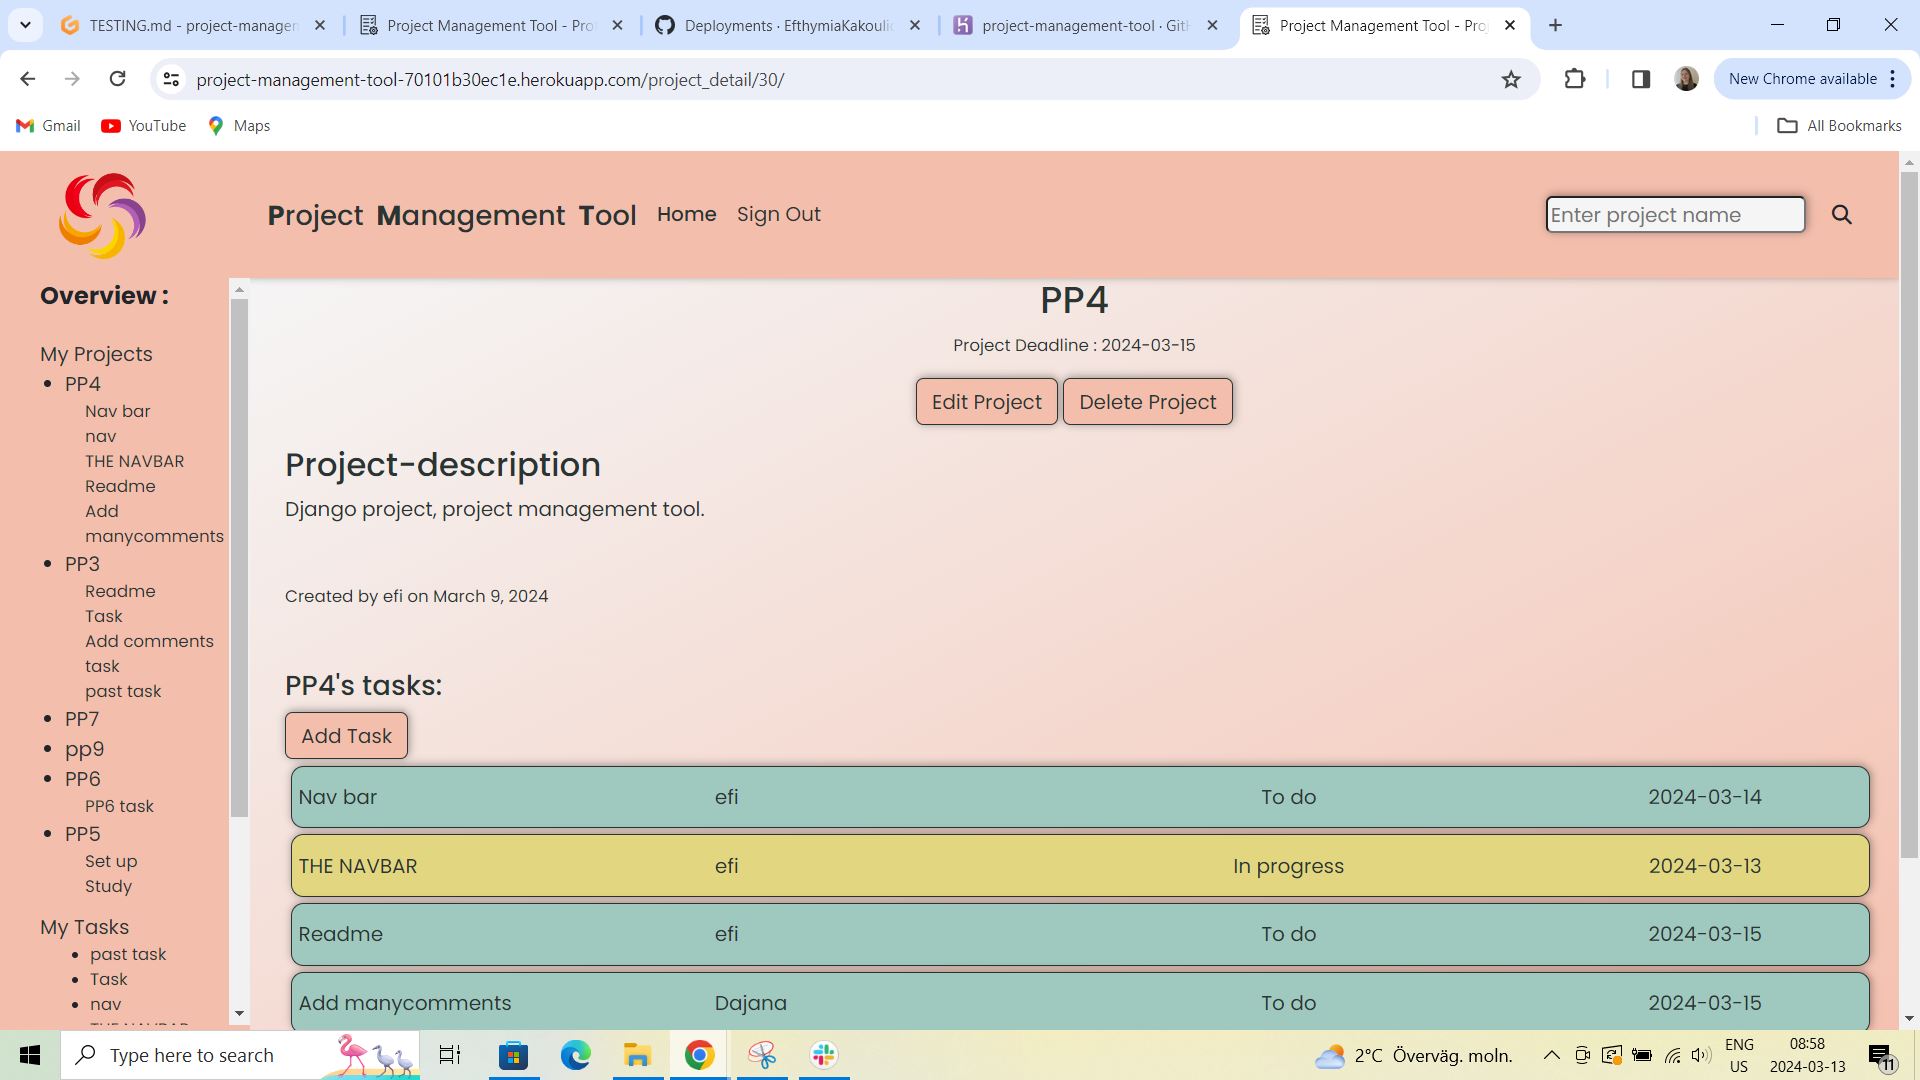 TESTING.md - project-managen
Project Management Tool - Pro
Deployments · EfthymiaKakoulid
project-management-tool · Gitl
Project Management Tool - Proj
project-management-tool-70101b30ec1e.herokuapp.com/project_detail/30/
New Chrome available
Gmail
YouTube
Maps
All Bookmarks
Project Management Tool
Home
Sign Out
Enter project name
Overview :
My Projects
PP4
Nav bar
nav
THE NAVBAR
Readme
Add
manycomments
PP3
Readme
Task
Add comments
task
past task
PP7
pp9
PP6
PP6 task
PP5
Set up
Study
My Tasks
past task
Task
nav
THE NAVBAR
PP4
Project Deadline : 2024-03-15
Edit Project
Delete Project
Project-description
Django project, project management tool.
Created by efi on March 9, 2024
PP4's tasks:
Add Task
Nav bar efi To do 2024-03-14
THE NAVBAR efi In progress 2024-03-13
Readme efi To do 2024-03-15
Add manycomments Dajana To do 2024-03-15
Type here to search
2°C Överväg. moln.
ENG
US
08:58
2024-03-13
11